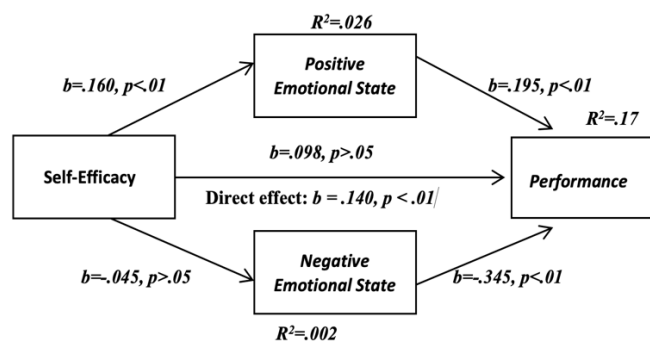 R²=.026
Positive
Emotional State
b=.160, p<.01
b=.195, p<.01
R²=.17
Self-Efficacy
b=.098, p>.05
Direct effect: b = .140, p < .01/
Performance
b=-.045, p>.05
Negative
Emotional State
b=-.345, p<.01
R²=.002